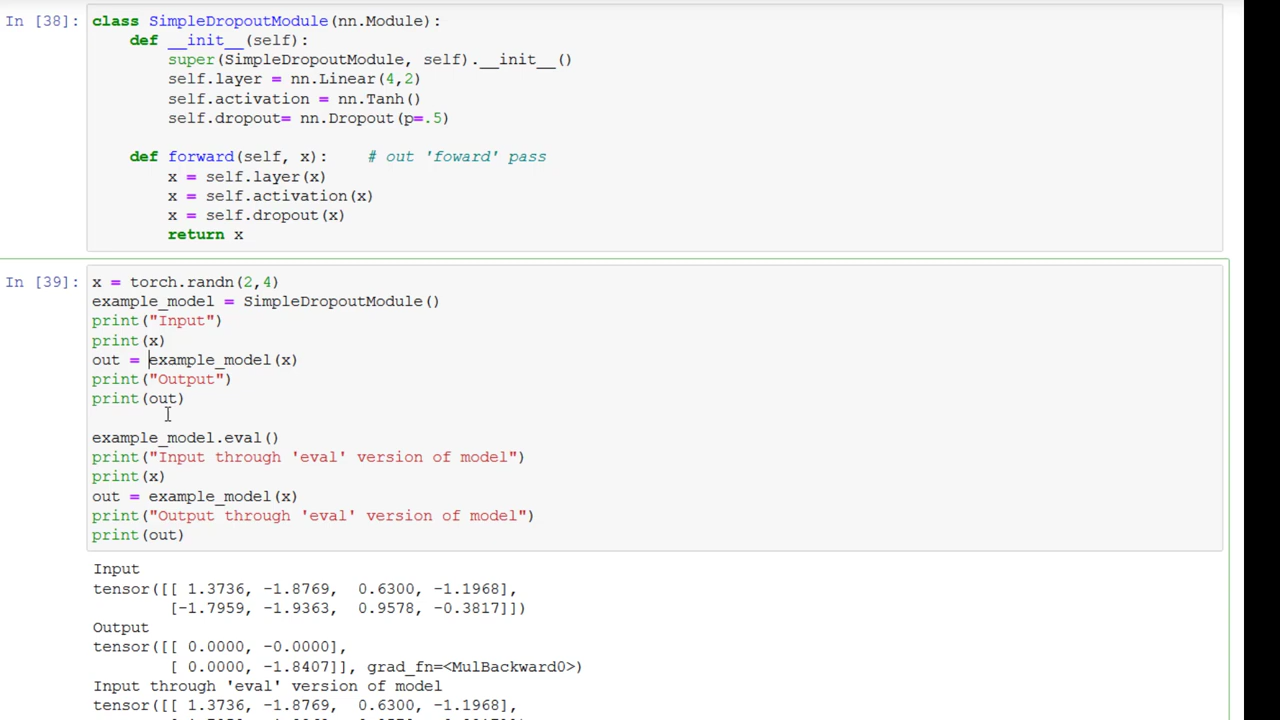 In [38]: class SimpleDropoutModule(nn.Module):
    def __init__(self):
        super(SimpleDropoutModule, self).__init__()
        self.layer = nn.Linear(4,2)
        self.activation = nn.Tanh()
        self.dropout= nn.Dropout(p=.5)
    def forward(self, x):    # out 'foward' pass
        x = self.layer(x)
        x = self.activation(x)
        x = self.dropout(x)
        return x
In [39]: x = torch.randn(2,4)
example_model = SimpleDropoutModule()
print("Input")
print(x)
out = example_model(x)
print("Output")
print(out)
example_model.eval()
print("Input through 'eval' version of model")
print(x)
out = example_model(x)
print("Output through 'eval' version of model")
print(out)
Input
tensor([[ 1.3736, -1.8769,  0.6300, -1.1968],
        [-1.7959, -1.9363,  0.9578, -0.3817]])
Output
tensor([[ 0.0000, -0.0000],
        [ 0.0000, -1.8407]], grad_fn=<MulBackward0>)
Input through 'eval' version of model
tensor([[ 1.3736, -1.8769,  0.6300, -1.1968],